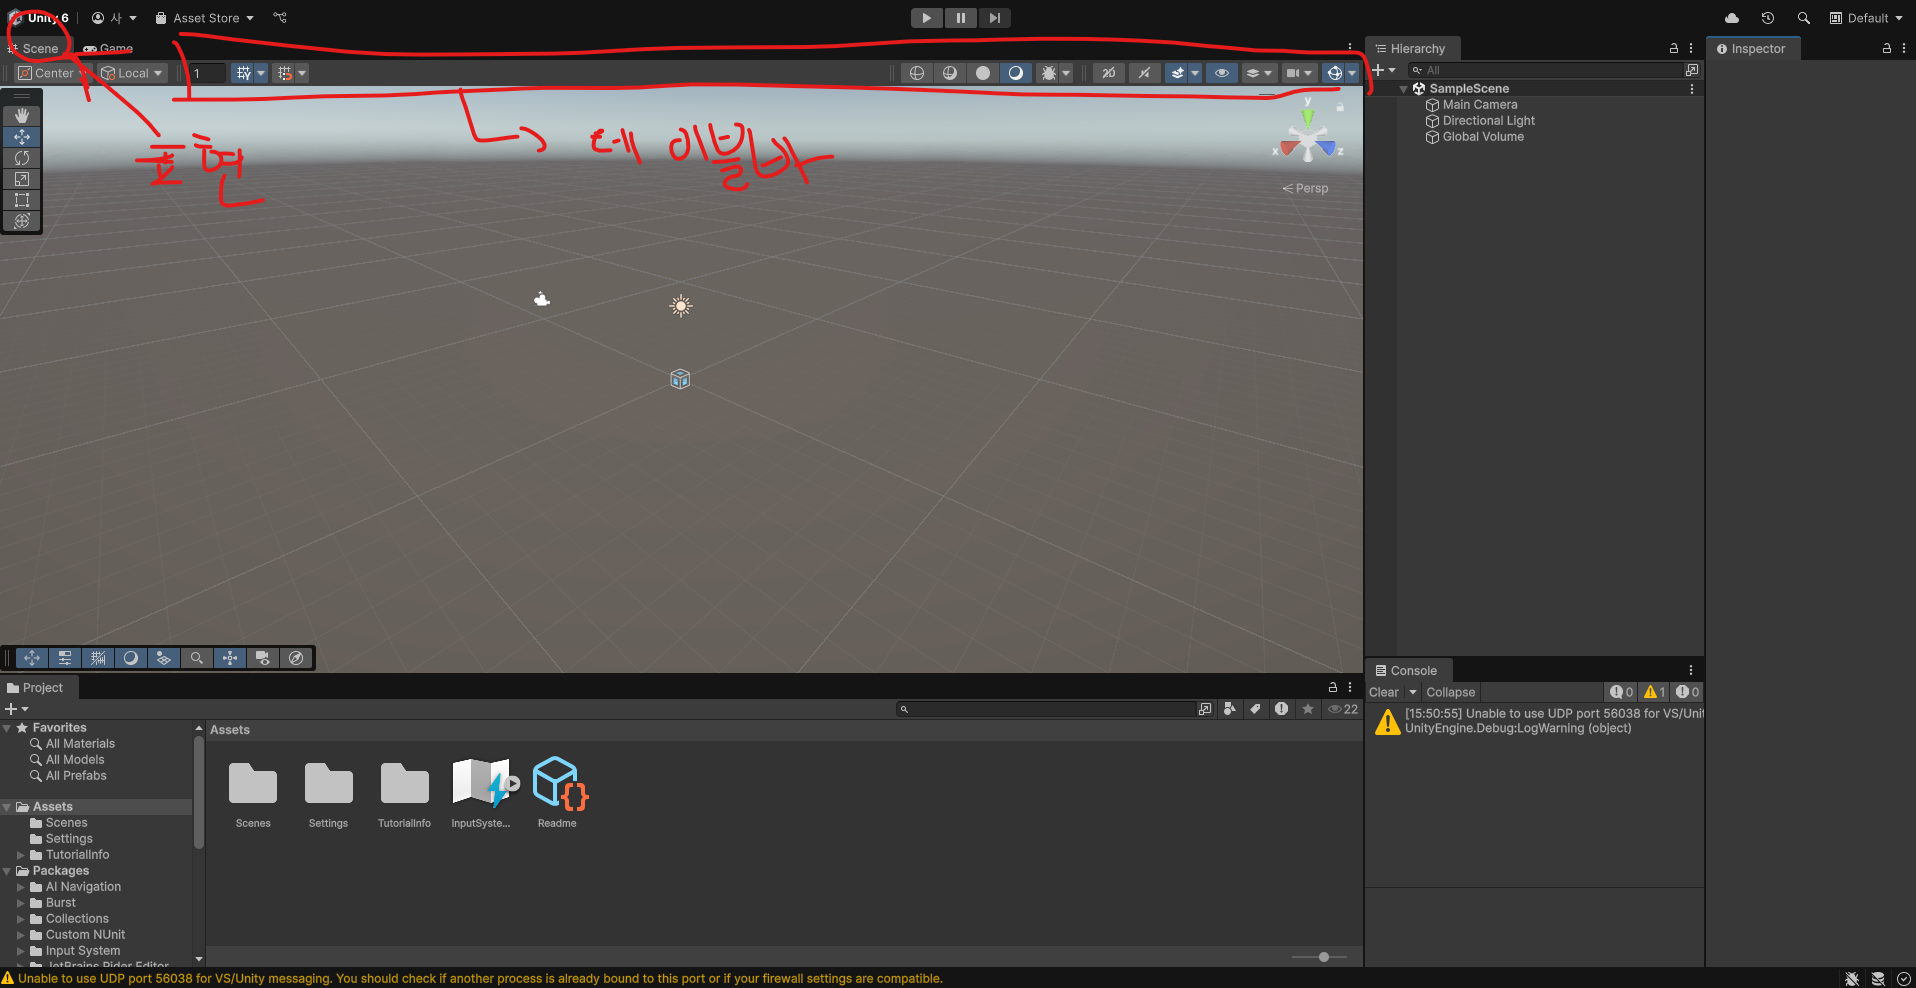 Unity 6 사 Asset Store Default
Scene Game
Center Local 1 2D
표면 테이블바
y
x z
Persp
Hierarchy
All
SampleScene
Main Camera
Directional Light
Global Volume
Inspector
Project
22
Favorites
All Materials
All Models
All Prefabs
Assets
Scenes
Settings
TutorialInfo
Packages
AI Navigation
Burst
Collections
Custom NUnit
Input System
JetBrains Rider Editor
Assets
Scenes Settings TutorialInfo InputSyste... Readme
Console
Clear Collapse 0 1 0
[15:50:55] Unable to use UDP port 56038 for VS/Unit
UnityEngine.Debug:LogWarning (object)
Unable to use UDP port 56038 for VS/Unity messaging. You should check if another process is already bound to this port or if your firewall settings are compatible.